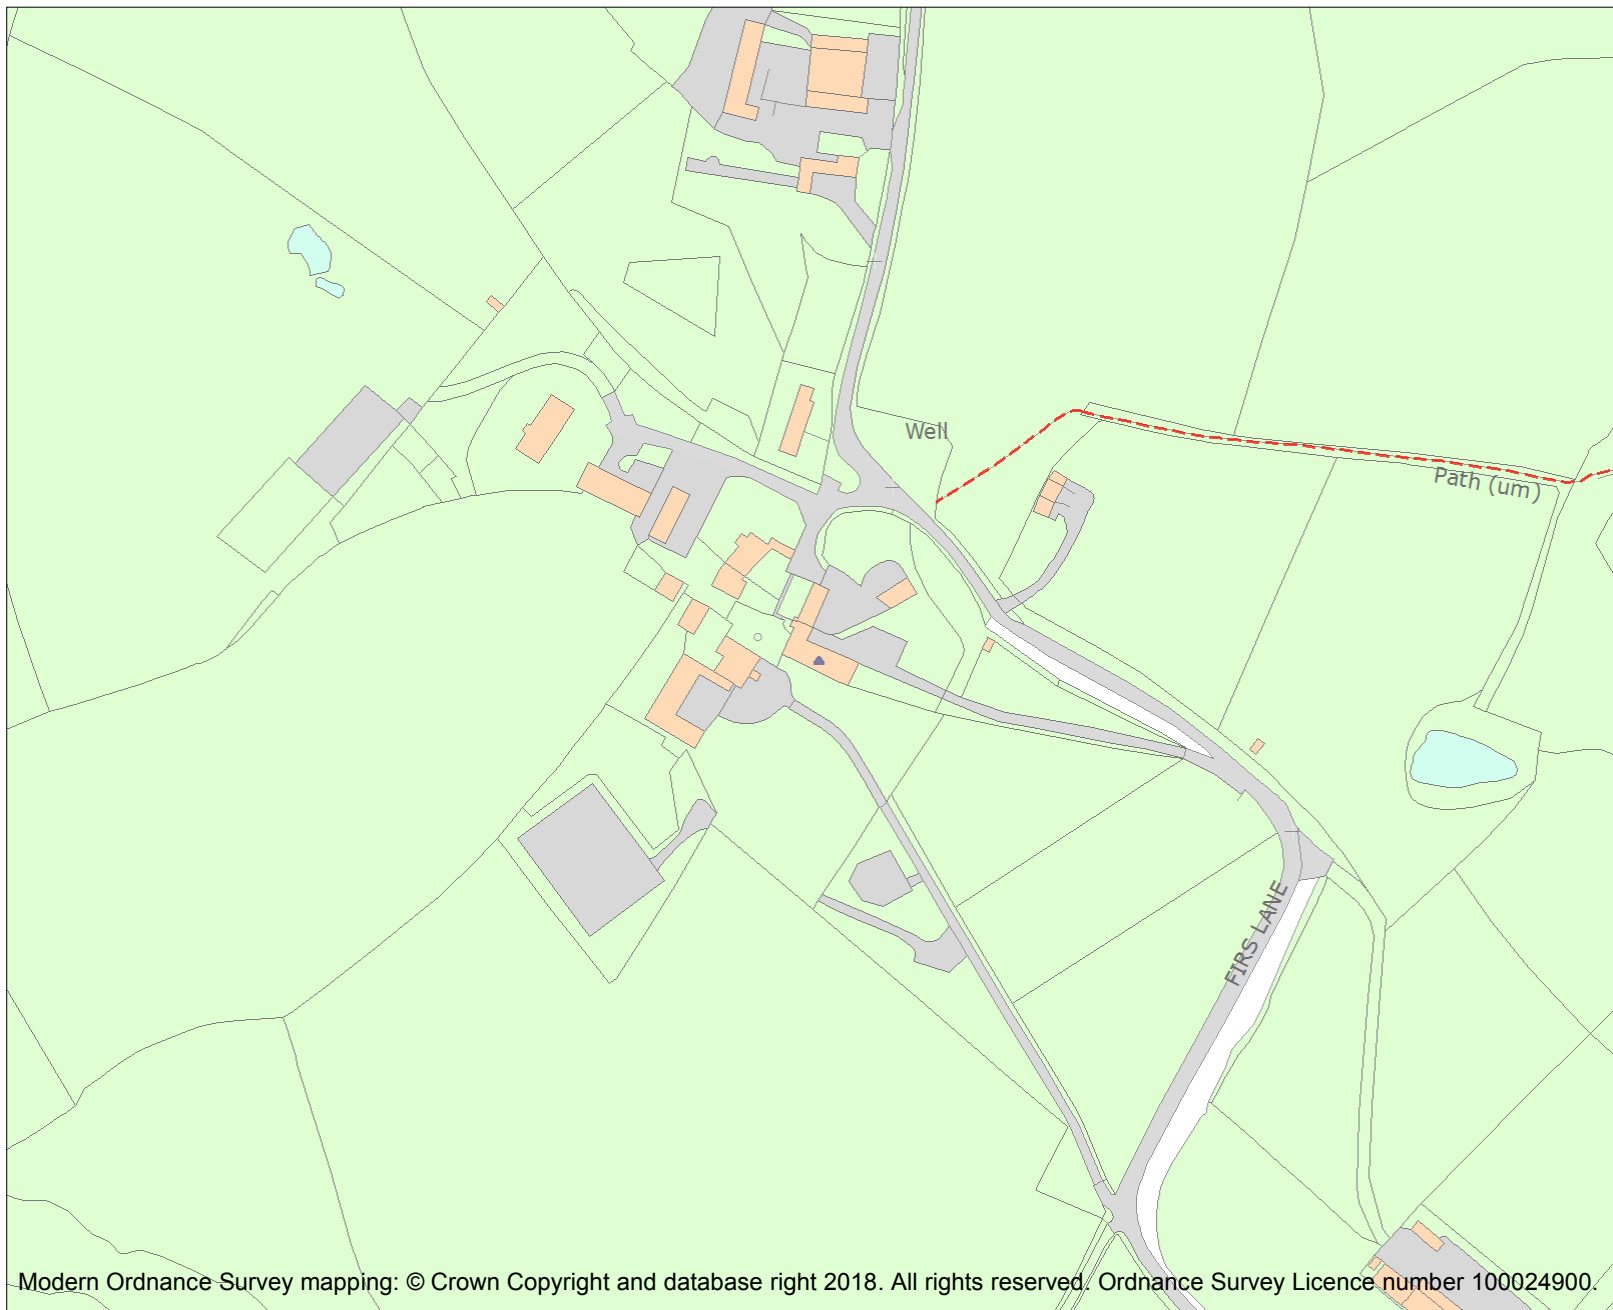 Well
Path (um)
FIRS LANE
Modern Ordnance Survey mapping: © Crown Copyright and database right 2018. All rights reserved. Ordnance Survey Licence number 100024900.